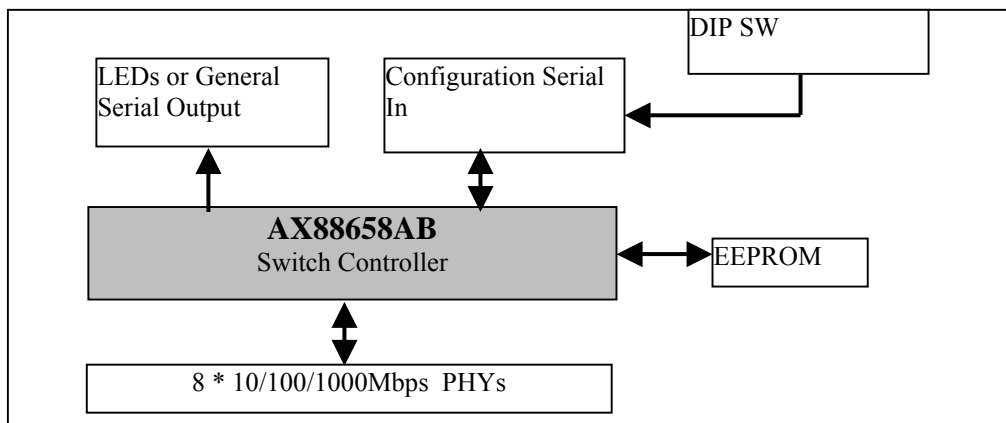 DIP SW
LEDs or General
Serial Output
Configuration Serial
In
AX88658AB
Switch Controller
EEPROM
8 * 10/100/1000Mbps PHYs